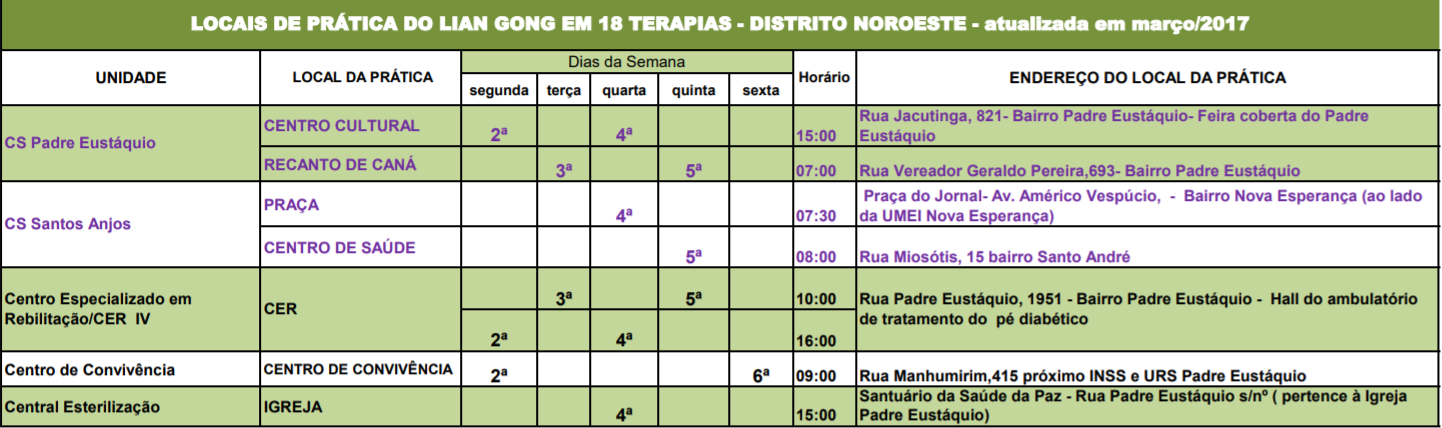 LOCAIS DE PRÁTICA DO LIAN GONG EM 18 TERAPIAS - DISTRITO NOROESTE - atualizada em março/2017
UNIDADE
LOCAL DA PRÁTICA
Dias da Semana
segunda terça quarta quinta sexta
Horário
ENDEREÇO DO LOCAL DA PRÁTICA
CS Padre Eustáquio
CENTRO CULTURAL
2ª 4ª
15:00
Rua Jacutinga, 821- Bairro Padre Eustáquio- Feira coberta do Padre
Eustáquio
RECANTO DE CANÁ
3ª 5ª
07:00
Rua Vereador Geraldo Pereira,693- Bairro Padre Eustáquio
CS Santos Anjos
PRAÇA
4ª
07:30
Praça do Jornal- Av. Américo Vespúcio, - Bairro Nova Esperança (ao lado
da UMEI Nova Esperança)
CENTRO DE SAÚDE
5ª
08:00
Rua Miosótis, 15 bairro Santo André
Centro Especializado em
Rebilitação/CER IV
CER
3ª 5ª
10:00
2ª 4ª
16:00
Rua Padre Eustáquio, 1951 - Bairro Padre Eustáquio - Hall do ambulatório
de tratamento do pé diabético
Centro de Convivência
CENTRO DE CONVIVÊNCIA
2ª 6ª
09:00
Rua Manhumirim,415 próximo INSS e URS Padre Eustáquio
Central Esterilização
IGREJA
4ª
15:00
Santuário da Saúde da Paz - Rua Padre Eustáquio s/nº ( pertence à Igreja
Padre Eustáquio)